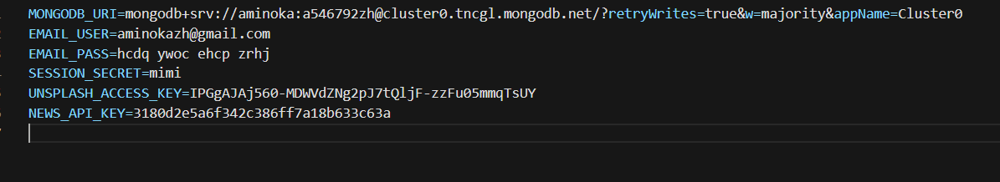 MONGODB_URI=mongodb+srv://aminoka:a546792zh@cluster0.tncgl.mongodb.net/?retryWrites=true&w=majority&appName=Cluster0
EMAIL_USER=aminokazh@gmail.com
EMAIL_PASS=hcdq ywoc ehcp zrhj
SESSION_SECRET=mimi
UNSPLASH_ACCESS_KEY=IPGgAJAj560-MDWVdZNg2pJ7tQljF-zzFu05mmqTsUY
NEWS_API_KEY=3180d2e5a6f342c386ff7a18b633c63a